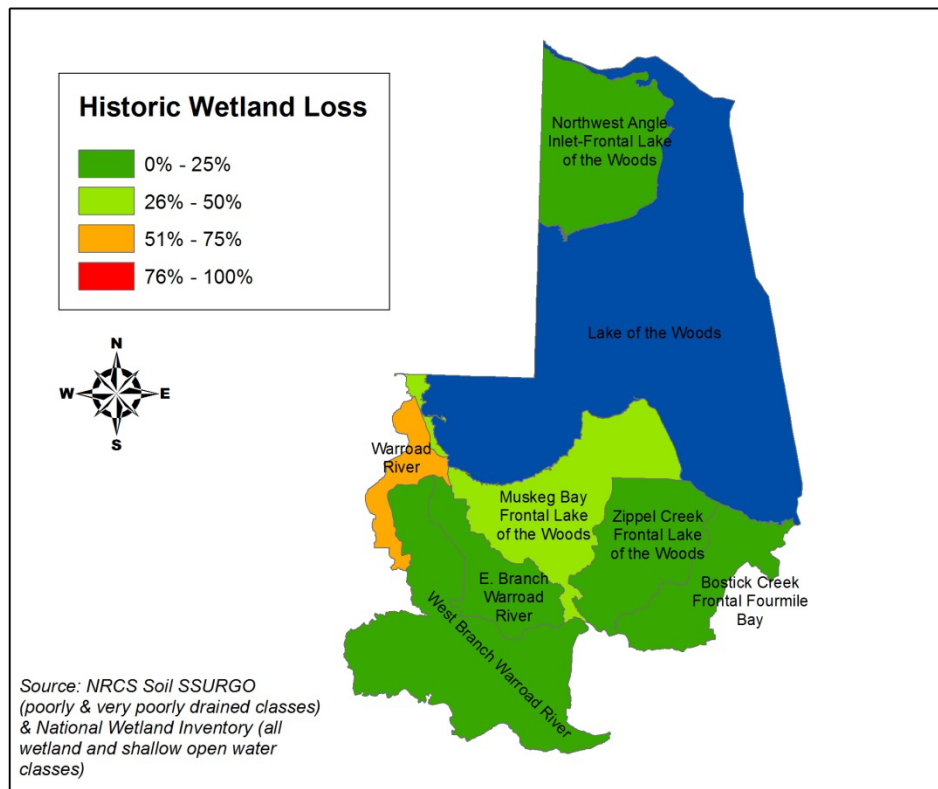 Historic Wetland Loss
0% - 25%
26% - 50%
51% - 75%
76% - 100%
N
W
E
S
Northwest Angle
Inlet-Frontal Lake
of the Woods
Lake of the Woods
Warroad
River
Muskeg Bay
Frontal Lake
of the Woods
Zippel Creek
Frontal Lake
of the Woods
E. Branch
Warroad
River
Bostick Creek
Frontal Fourmile
Bay
West Branch Warroad River
Source: NRCS Soil SSURGO
(poorly & very poorly drained classes)
& National Wetland Inventory (all
wetland and shallow open water
classes)